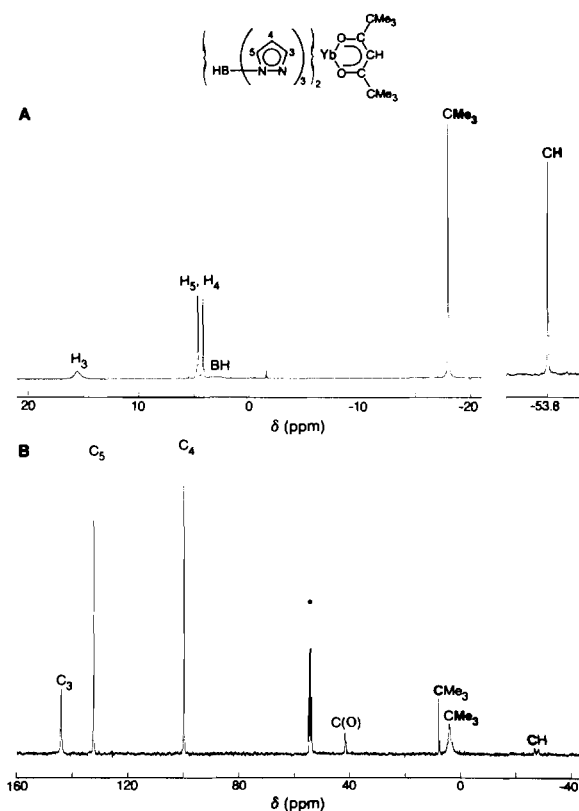 CMe₃
4
O C
5 3 Yb CH
HB N N
O C
3 2
CMe₃
A
CMe₃
CH
H₅, H₄
H₃
BH
20 10 0 -10 -20 -53.8
δ (ppm)
B
C₅ C₄
•
C₃
C(O)
CMe₃
CMe₃
CH
160 120 80 40 0 -40
δ (ppm)